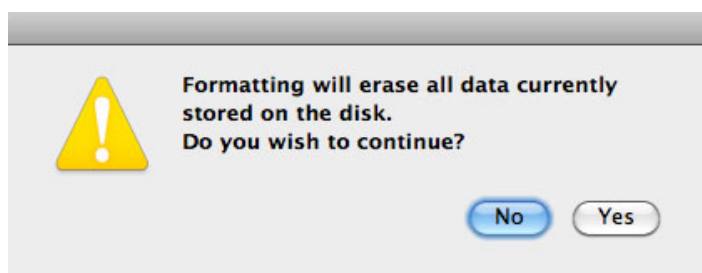 Formatting will erase all data currently
stored on the disk.
Do you wish to continue?
No Yes